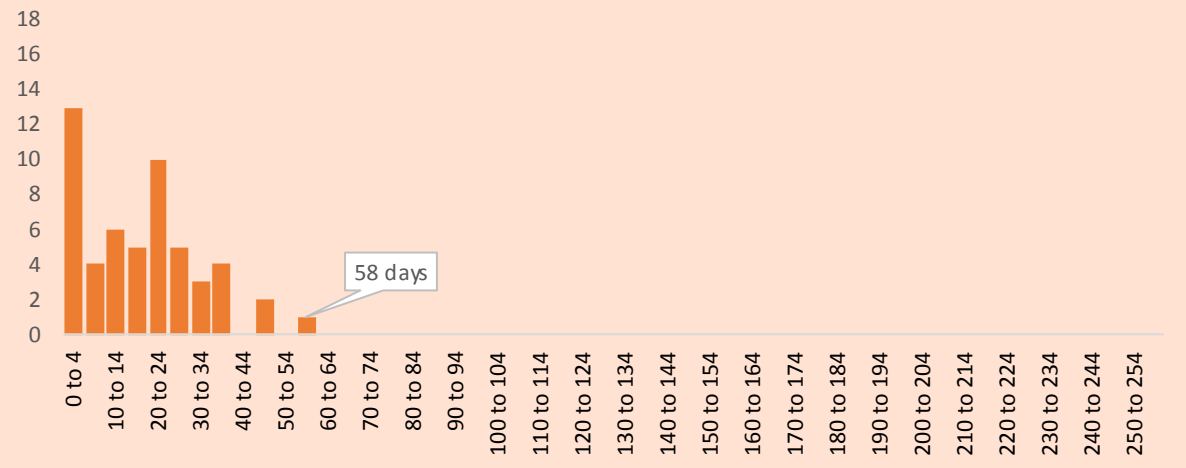 18
16
14
12
10
8
6
4
2
0
58 days
0 to 4
10 to 14
20 to 24
30 to 34
40 to 44
50 to 54
60 to 64
70 to 74
80 to 84
90 to 94
100 to 104
110 to 114
120 to 124
130 to 134
140 to 144
150 to 154
160 to 164
170 to 174
180 to 184
190 to 194
200 to 204
210 to 214
220 to 224
230 to 234
240 to 244
250 to 254